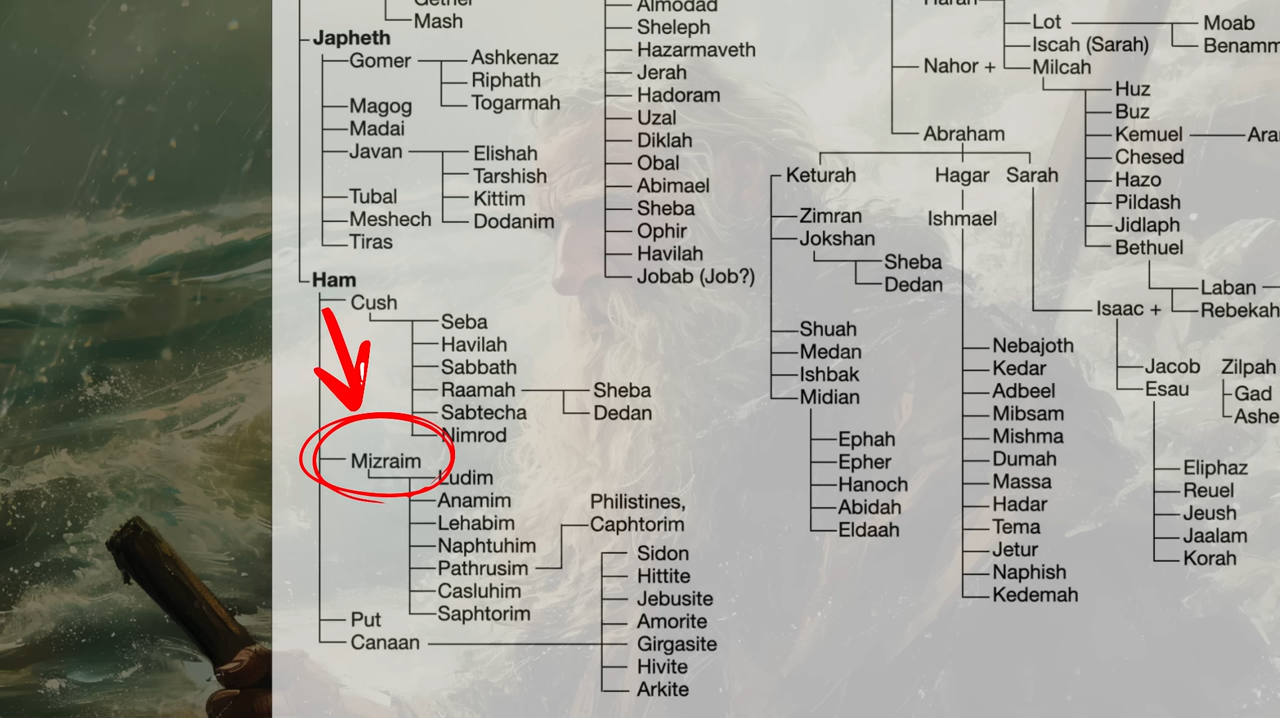 Mash
Japheth
Gomer
Ashkenaz
Riphath
Togarmah
Magog
Madai
Javan
Elishah
Tarshish
Kittim
Dodanim
Tubal
Meshech
Tiras
Ham
Cush
Seba
Havilah
Sabbath
Raamah
Sheba
Dedan
Sabtecha
Nimrod
Mizraim
Ludim
Anamim
Lehabim
Naphtuhim
Pathrusim
Philistines,
Caphtorim
Casluhim
Saphtorim
Put
Canaan
Sidon
Hittite
Jebusite
Amorite
Girgasite
Hivite
Arkite
Almodad
Sheleph
Hazarmaveth
Jerah
Hadoram
Uzal
Diklah
Obal
Abimael
Sheba
Ophir
Havilah
Jobab (Job?)
Lot
Moab
Benamm
Iscah (Sarah)
Nahor +
Milcah
Huz
Buz
Kemuel
Chesed
Hazo
Pildash
Jidlaph
Bethuel
Laban
Rebekah
Abraham
Keturah
Hagar
Sarah
Zimran
Jokshan
Sheba
Dedan
Shuah
Medan
Ishbak
Midian
Ephah
Epher
Hanoch
Abidah
Eldaah
Ishmael
Nebajoth
Kedar
Adbeel
Mibsam
Mishma
Dumah
Massa
Hadar
Tema
Jetur
Naphish
Kedemah
Isaac +
Jacob
Esau
Zilpah
Gad
Ashe
Eliphaz
Reuel
Jeush
Jaalam
Korah